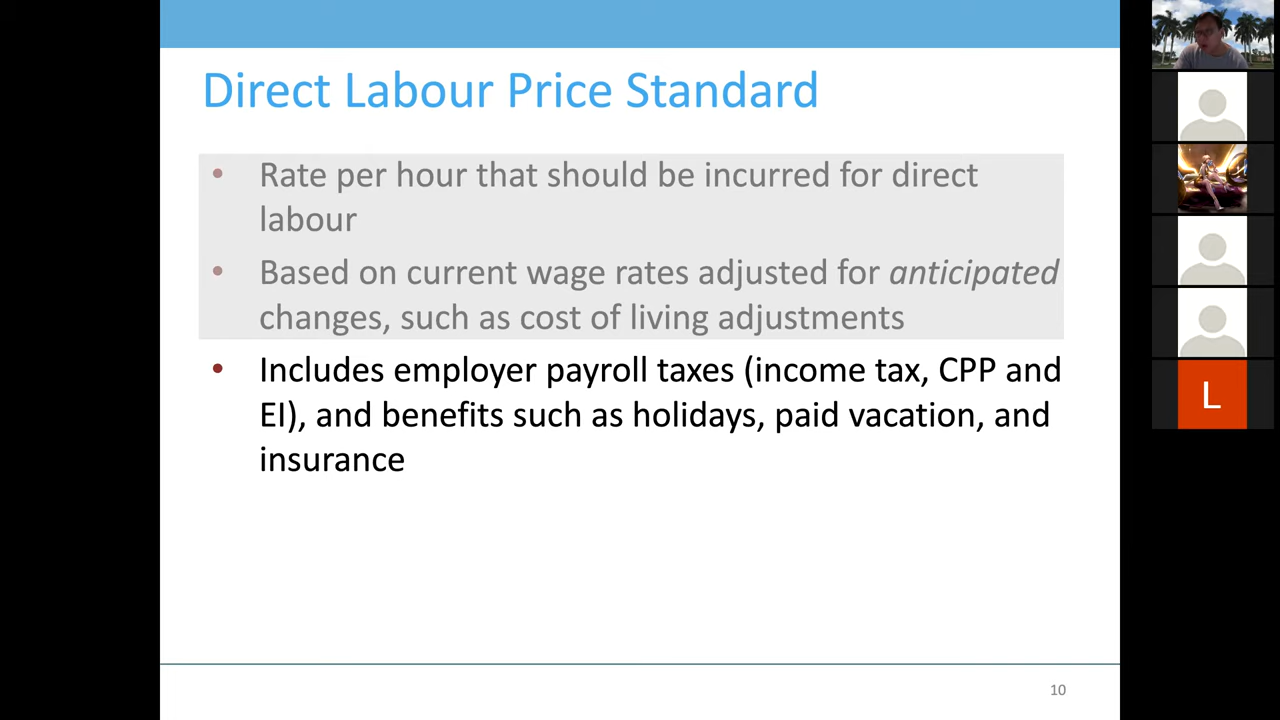 Direct Labour Price Standard
• Rate per hour that should be incurred for direct
labour
• Based on current wage rates adjusted for anticipated
changes, such as cost of living adjustments
• Includes employer payroll taxes (income tax, CPP and
EI), and benefits such as holidays, paid vacation, and
insurance
10
L